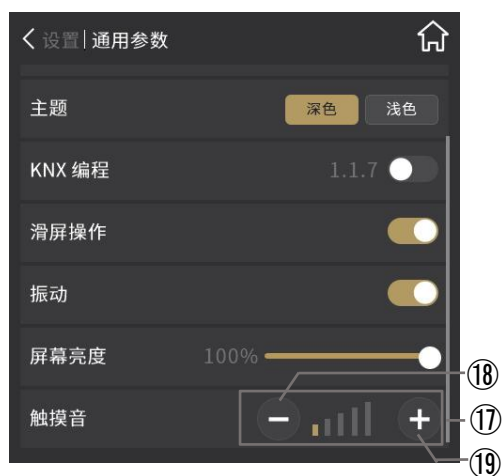 设置|通用参数
主题 深色 浅色
KNX 编程 1.1.7
滑屏操作
振动
屏幕亮度 100%
触摸音 − +
⑱
⑰
⑲